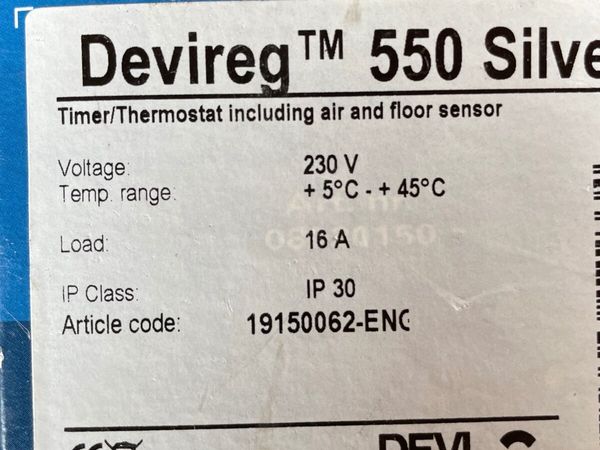 Devireg™ 550 Silve
Timer/Thermostat including air and floor sensor
Voltage: 230 V
Temp. range: + 5°C - + 45°C
Load: 16 A
IP Class: IP 30
Article code: 19150062-ENG
DEVI